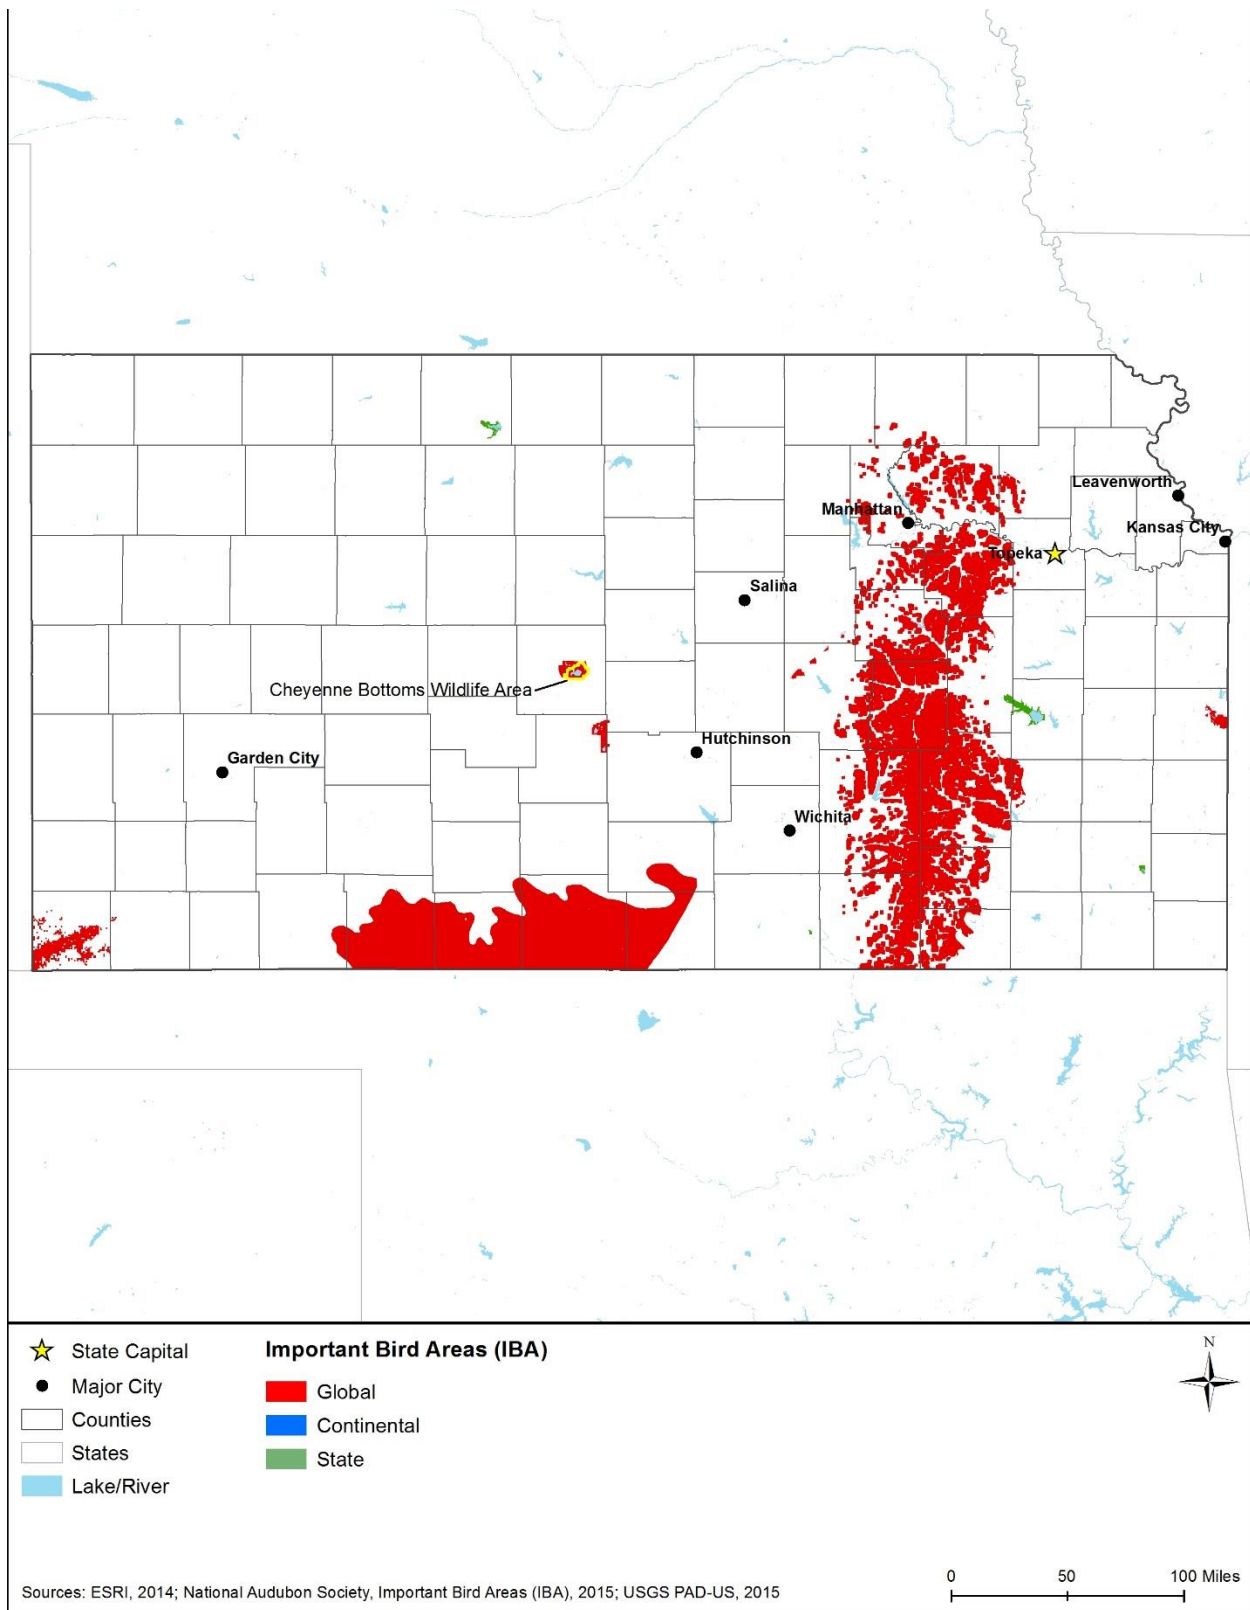 Leavenworth
Manhattan
Kansas City
Topeka
Salina
Cheyenne Bottoms Wildlife Area
Hutchinson
Garden City
Wichita
State Capital
Major City
Counties
States
Lake/River
Important Bird Areas (IBA)
Global
Continental
State
N
0 50 100 Miles
Sources: ESRI, 2014; National Audubon Society, Important Bird Areas (IBA), 2015; USGS PAD-US, 2015